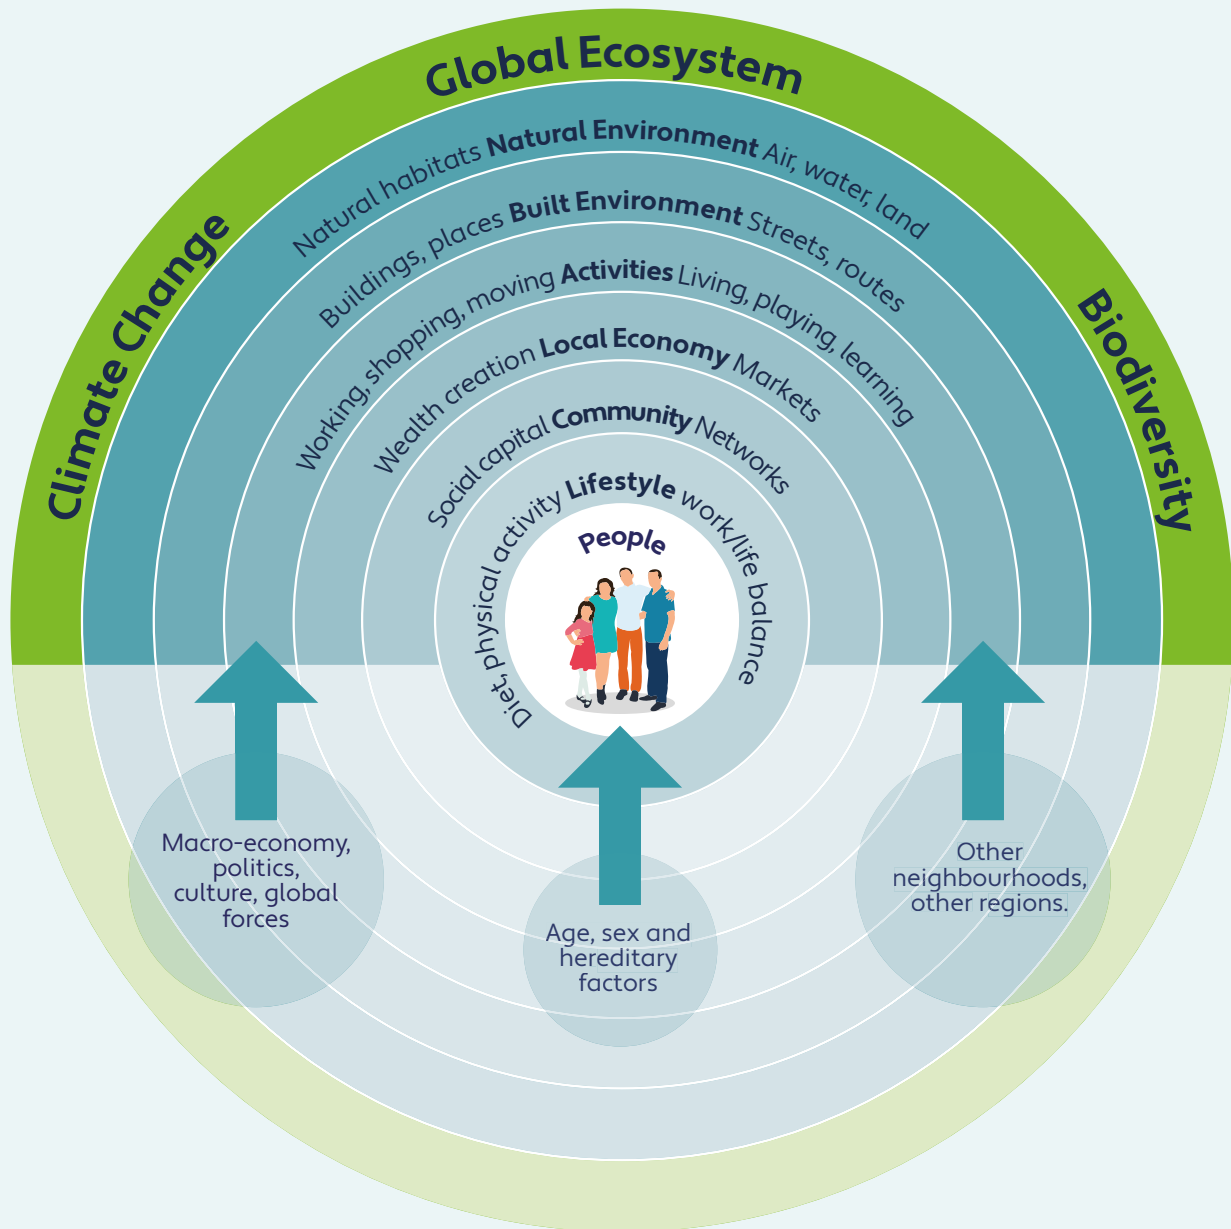 Global Ecosystem
Climate Change
Biodiversity
Natural habitats Natural Environment Air, water, land
Buildings, places Built Environment Streets, routes
Working, shopping, moving Activities Living, playing, learning
Wealth creation Local Economy Markets
Social capital Community Networks
Diet, physical activity Lifestyle work/life balance
People
Macro-economy,
politics,
culture, global
forces
Age, sex and
hereditary
factors
Other
neighbourhoods,
other regions.